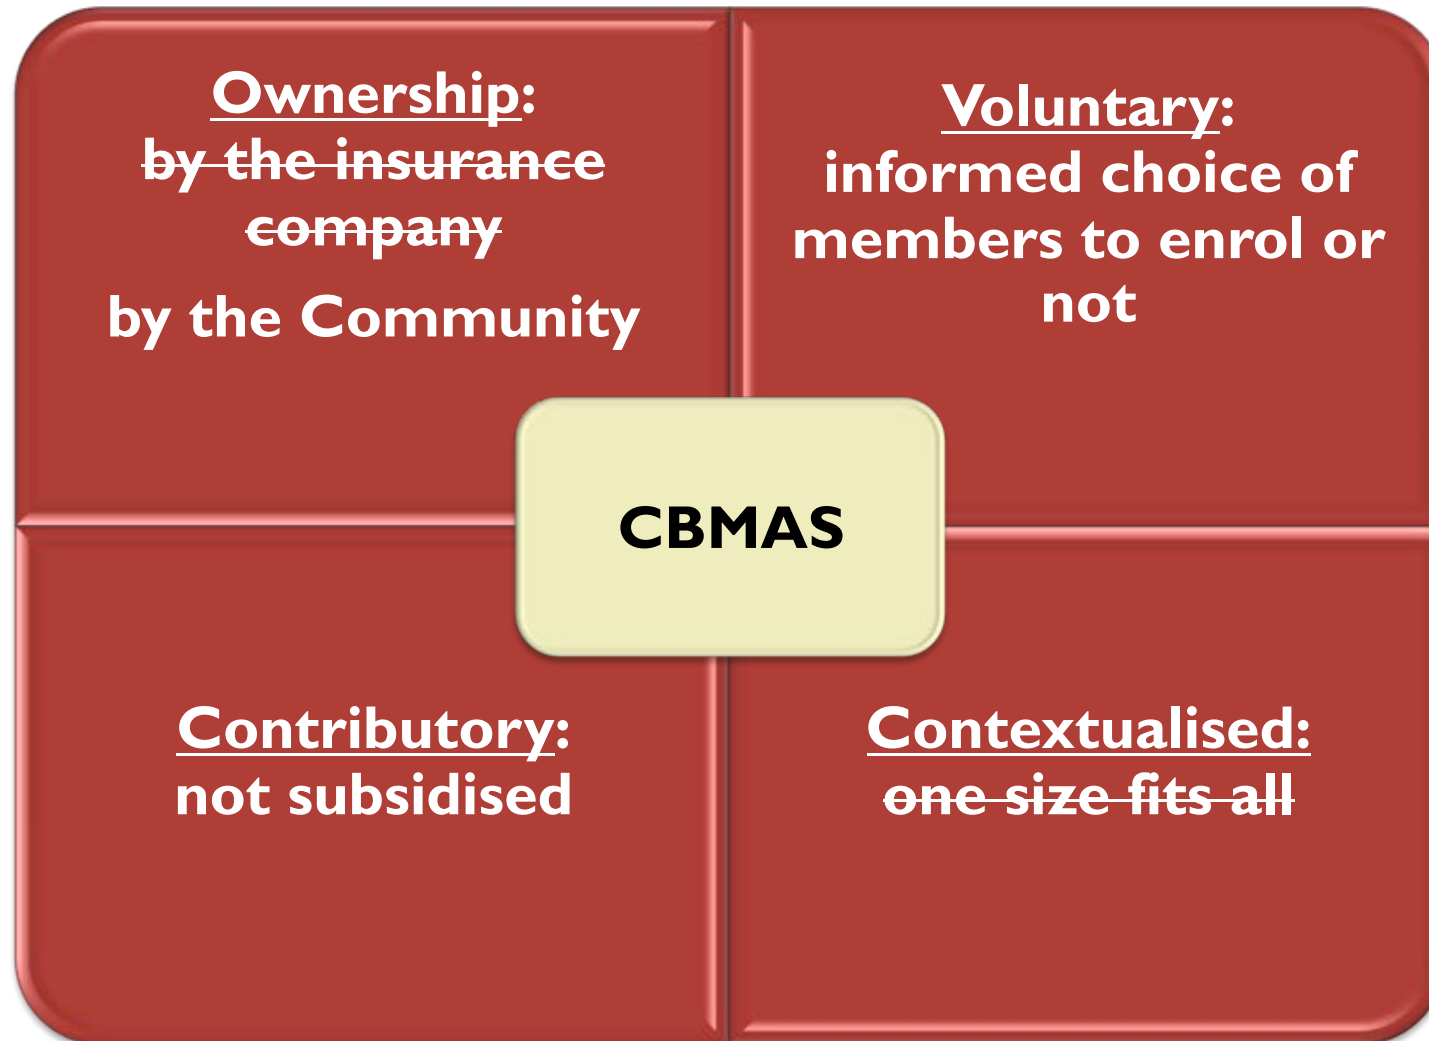 Ownership:
by the insurance
company
by the Community
Voluntary:
informed choice of
members to enrol or
not
CBMAS
Contributory:
not subsidised
Contextualised:
one size fits all